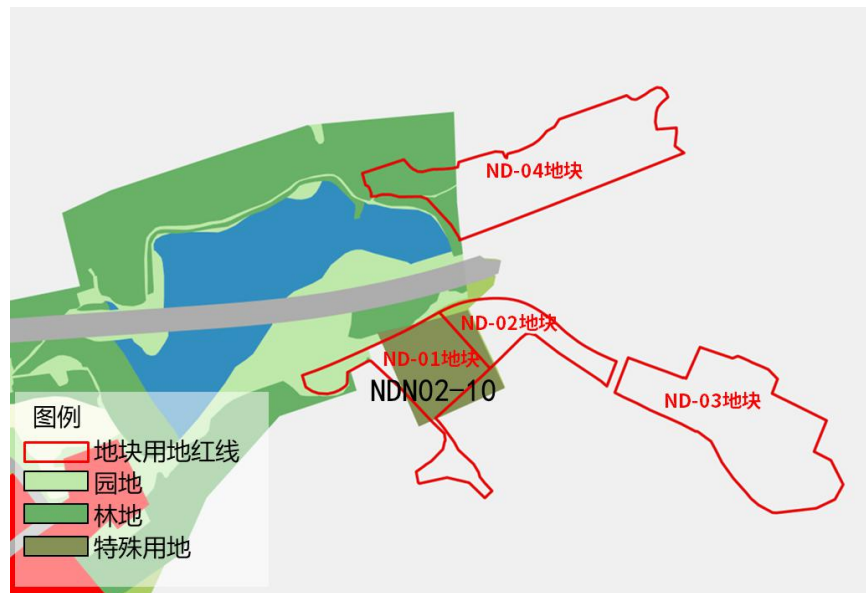 ND-04地块
ND-02地块
ND-01地块
NDN02-10
ND-03地块
图例
地块用地红线
园地
林地
特殊用地